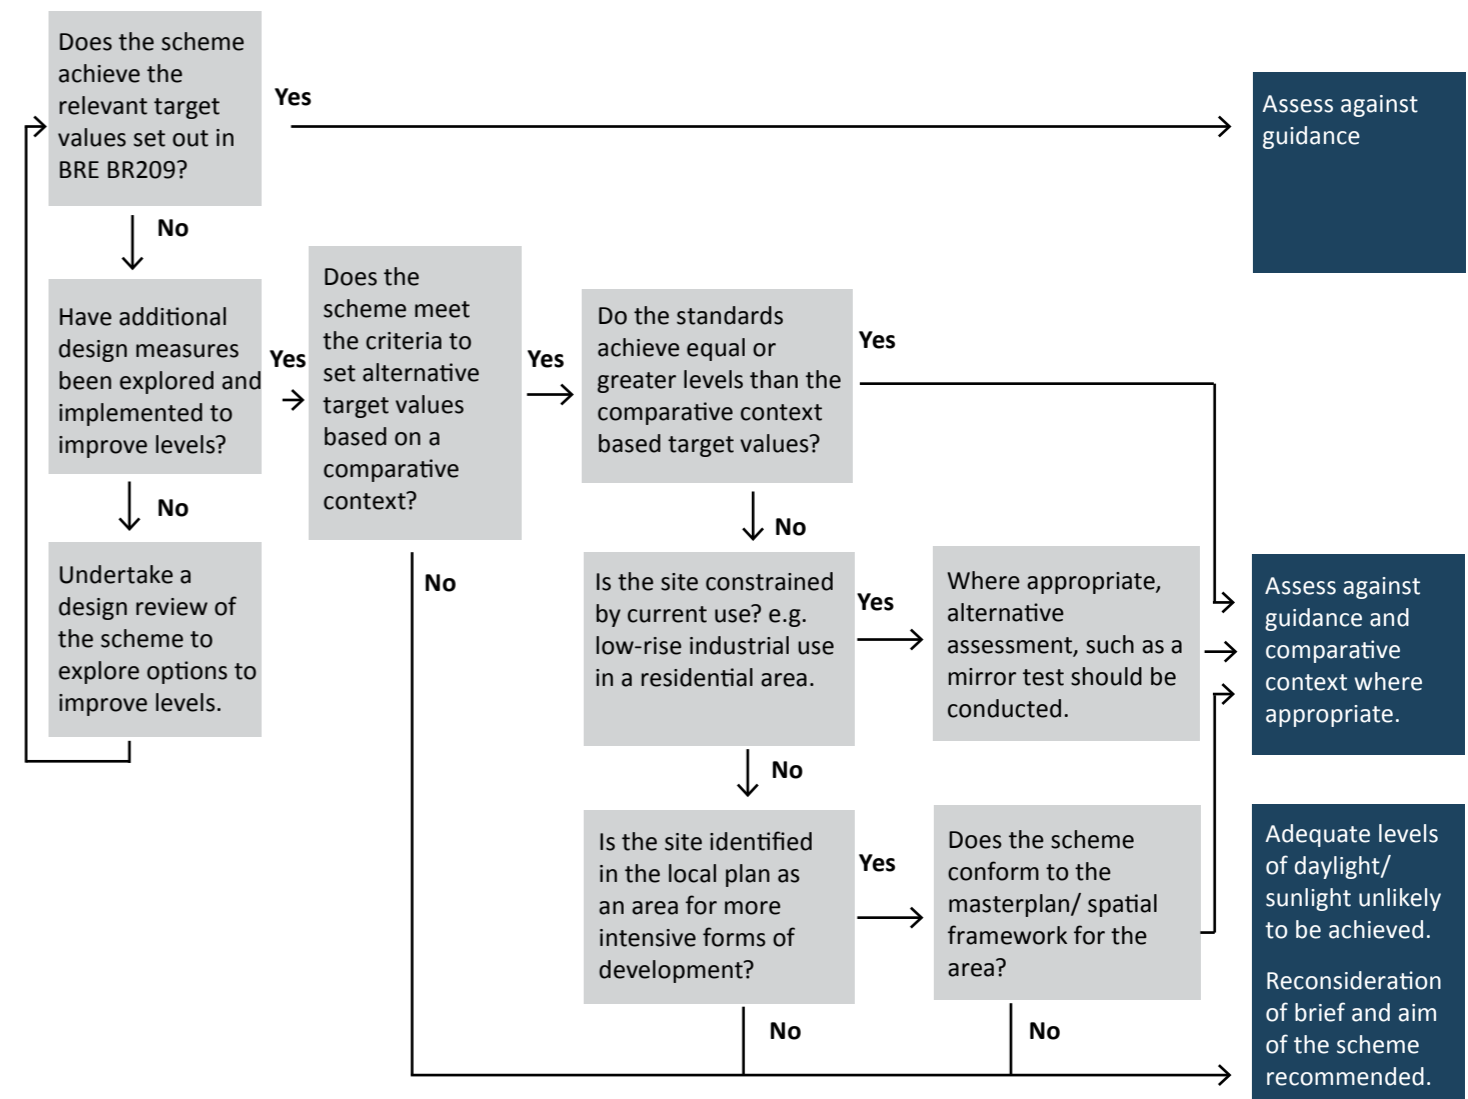 Does the scheme
achieve the
relevant target
values set out in
BRE BR209?
Yes
Assess against
guidance
No
Have additional
design measures
been explored and
implemented to
improve levels?
Yes
Does the
scheme meet
the criteria to
set alternative
target values
based on a
comparative
context?
Yes
Do the standards
achieve equal or
greater levels than the
comparative context
based target values?
Yes
No
Undertake a
design review of
the scheme to
explore options to
improve levels.
No
No
Is the site constrained
by current use? e.g.
low-rise industrial use
in a residential area.
Yes
Where appropriate,
alternative
assessment, such as a
mirror test should be
conducted.
Assess against
guidance and
comparative
context where
appropriate.
No
Is the site identified
in the local plan as
an area for more
intensive forms of
development?
Yes
Does the scheme
conform to the
masterplan/ spatial
framework for the
area?
No
No
Adequate levels
of daylight/
sunlight unlikely
to be achieved.
Reconsideration
of brief and aim
of the scheme
recommended.